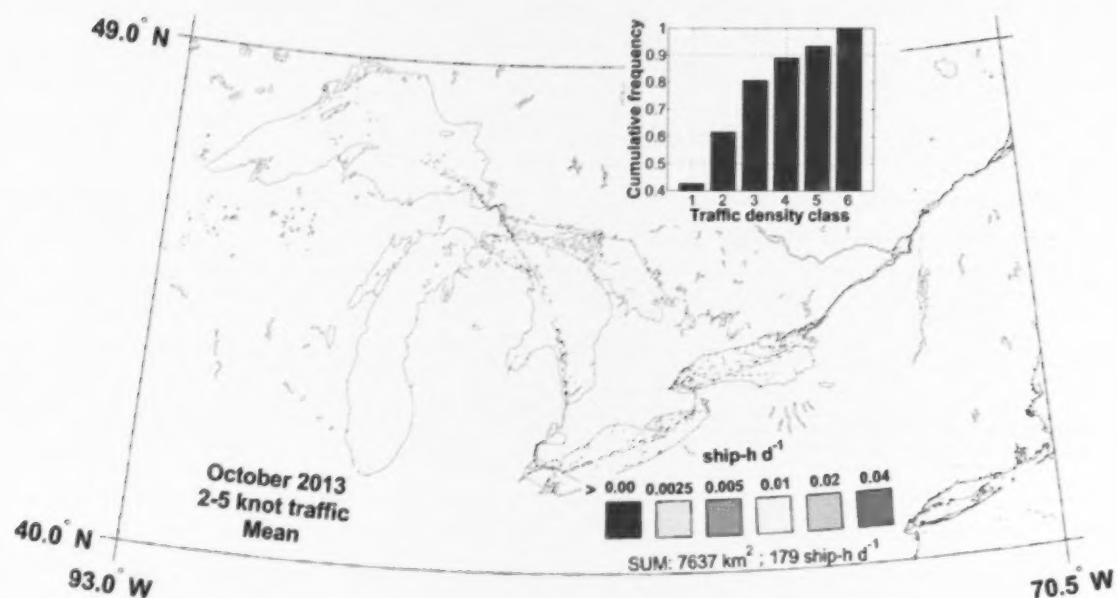 49.0° N
Cumulative frequency
1
0.9
0.8
0.7
0.6
0.5
0.4
1 2 3 4 5 6
Traffic density class
October 2013
2-5 knot traffic
Mean
ship-h d⁻¹
> 0.00 0.0025 0.005 0.01 0.02 0.04
SUM: 7637 km² ; 179 ship-h d⁻¹
40.0° N
93.0° W
70.5° W